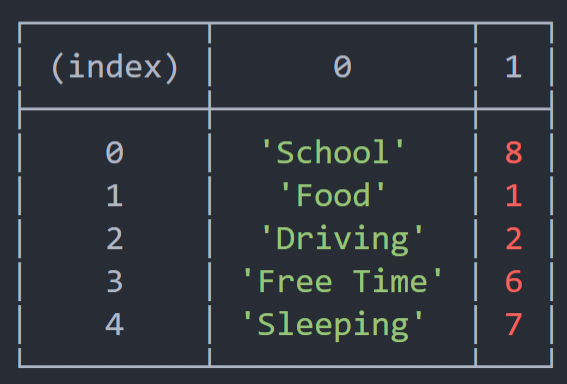 (index) 0 1
0 'School' 8
1 'Food' 1
2 'Driving' 2
3 'Free Time' 6
4 'Sleeping' 7